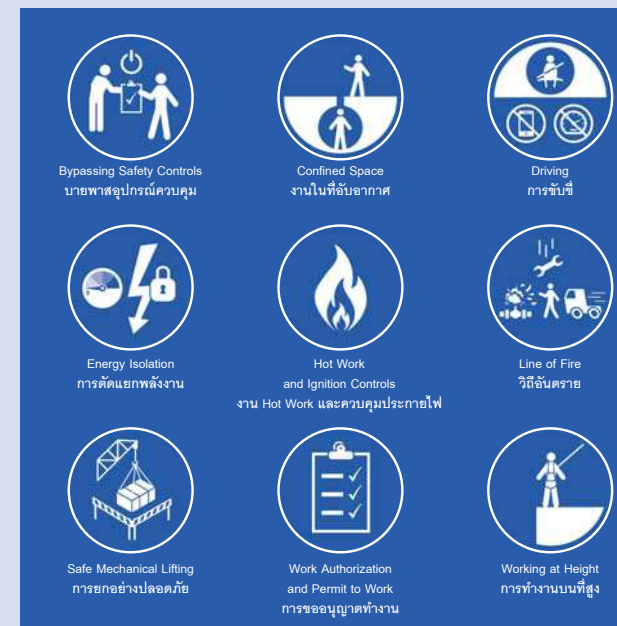 Bypassing Safety Controls
บายพาสอุปกรณ์ควบคุม
Confined Space
งานในที่อับอากาศ
Driving
การขับขี่
Energy Isolation
การตัดแยกพลังงาน
Hot Work
and Ignition Controls
งาน Hot Work และควบคุมประกายไฟ
Line of Fire
วิถีอันตราย
Safe Mechanical Lifting
การยกอย่างปลอดภัย
Work Authorization
and Permit to Work
การขออนุญาตทำงาน
Working at Height
การทำงานบนที่สูง